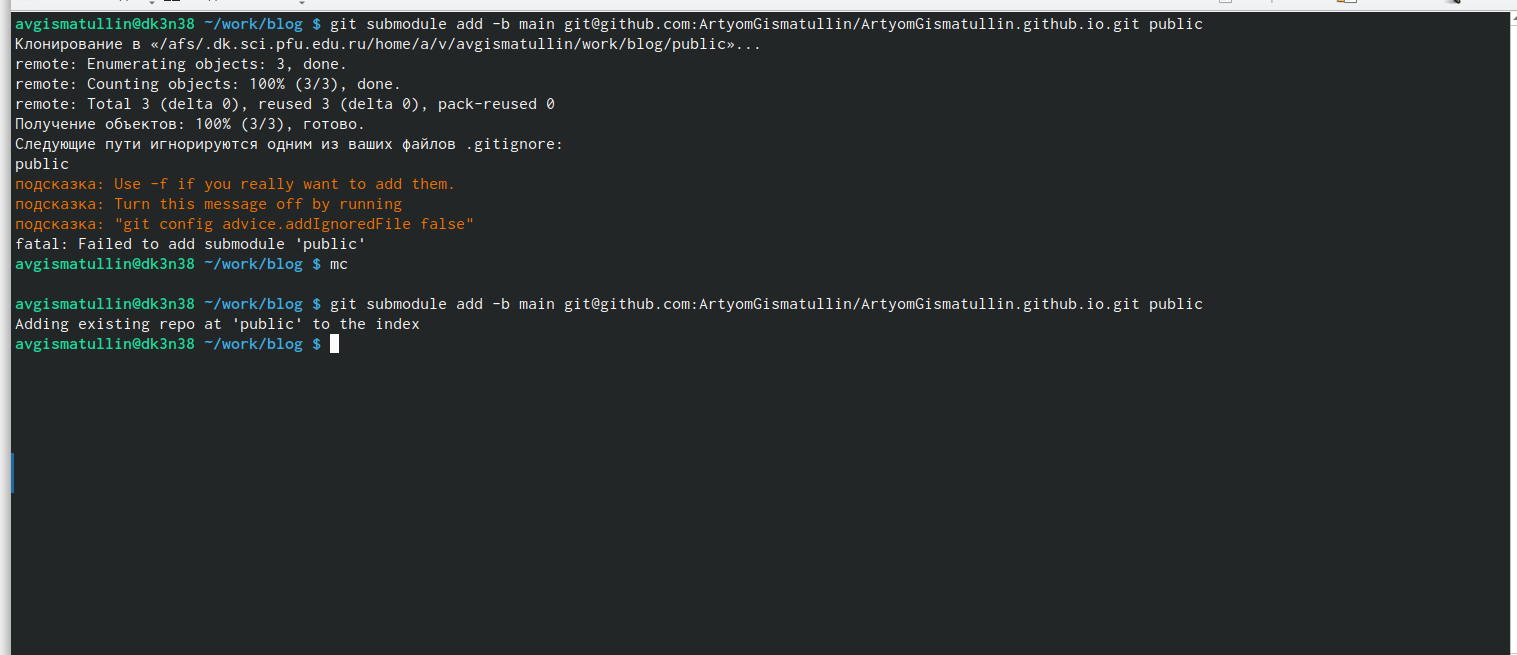 avgismatullin@dk3n38 ~/work/blog $ git submodule add -b main git@github.com:ArtyomGismatullin/ArtyomGismatullin.github.io.git public
Клонирование в «/afs/.dk.sci.pfu.edu.ru/home/a/v/avgismatullin/work/blog/public»...
remote: Enumerating objects: 3, done.
remote: Counting objects: 100% (3/3), done.
remote: Total 3 (delta 0), reused 3 (delta 0), pack-reused 0
Получение объектов: 100% (3/3), готово.
Следующие пути игнорируются одним из ваших файлов .gitignore:
public
подсказка: Use -f if you really want to add them.
подсказка: Turn this message off by running
подсказка: "git config advice.addIgnoredFile false"
fatal: Failed to add submodule 'public'
avgismatullin@dk3n38 ~/work/blog $ mc
avgismatullin@dk3n38 ~/work/blog $ git submodule add -b main git@github.com:ArtyomGismatullin/ArtyomGismatullin.github.io.git public
Adding existing repo at 'public' to the index
avgismatullin@dk3n38 ~/work/blog $